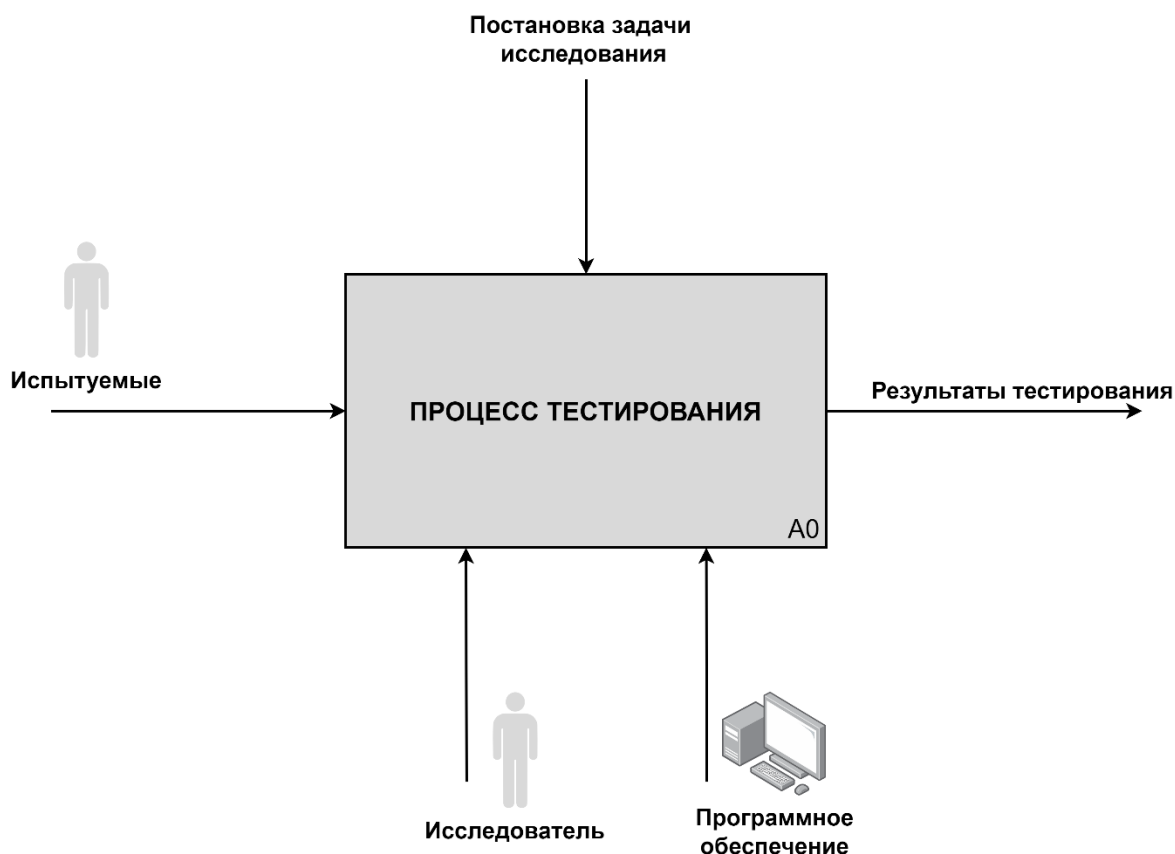 Постановка задачи
исследования
Испытуемые
ПРОЦЕСС ТЕСТИРОВАНИЯ
Результаты тестирования
A0
Исследователь
Программное
обеспечение